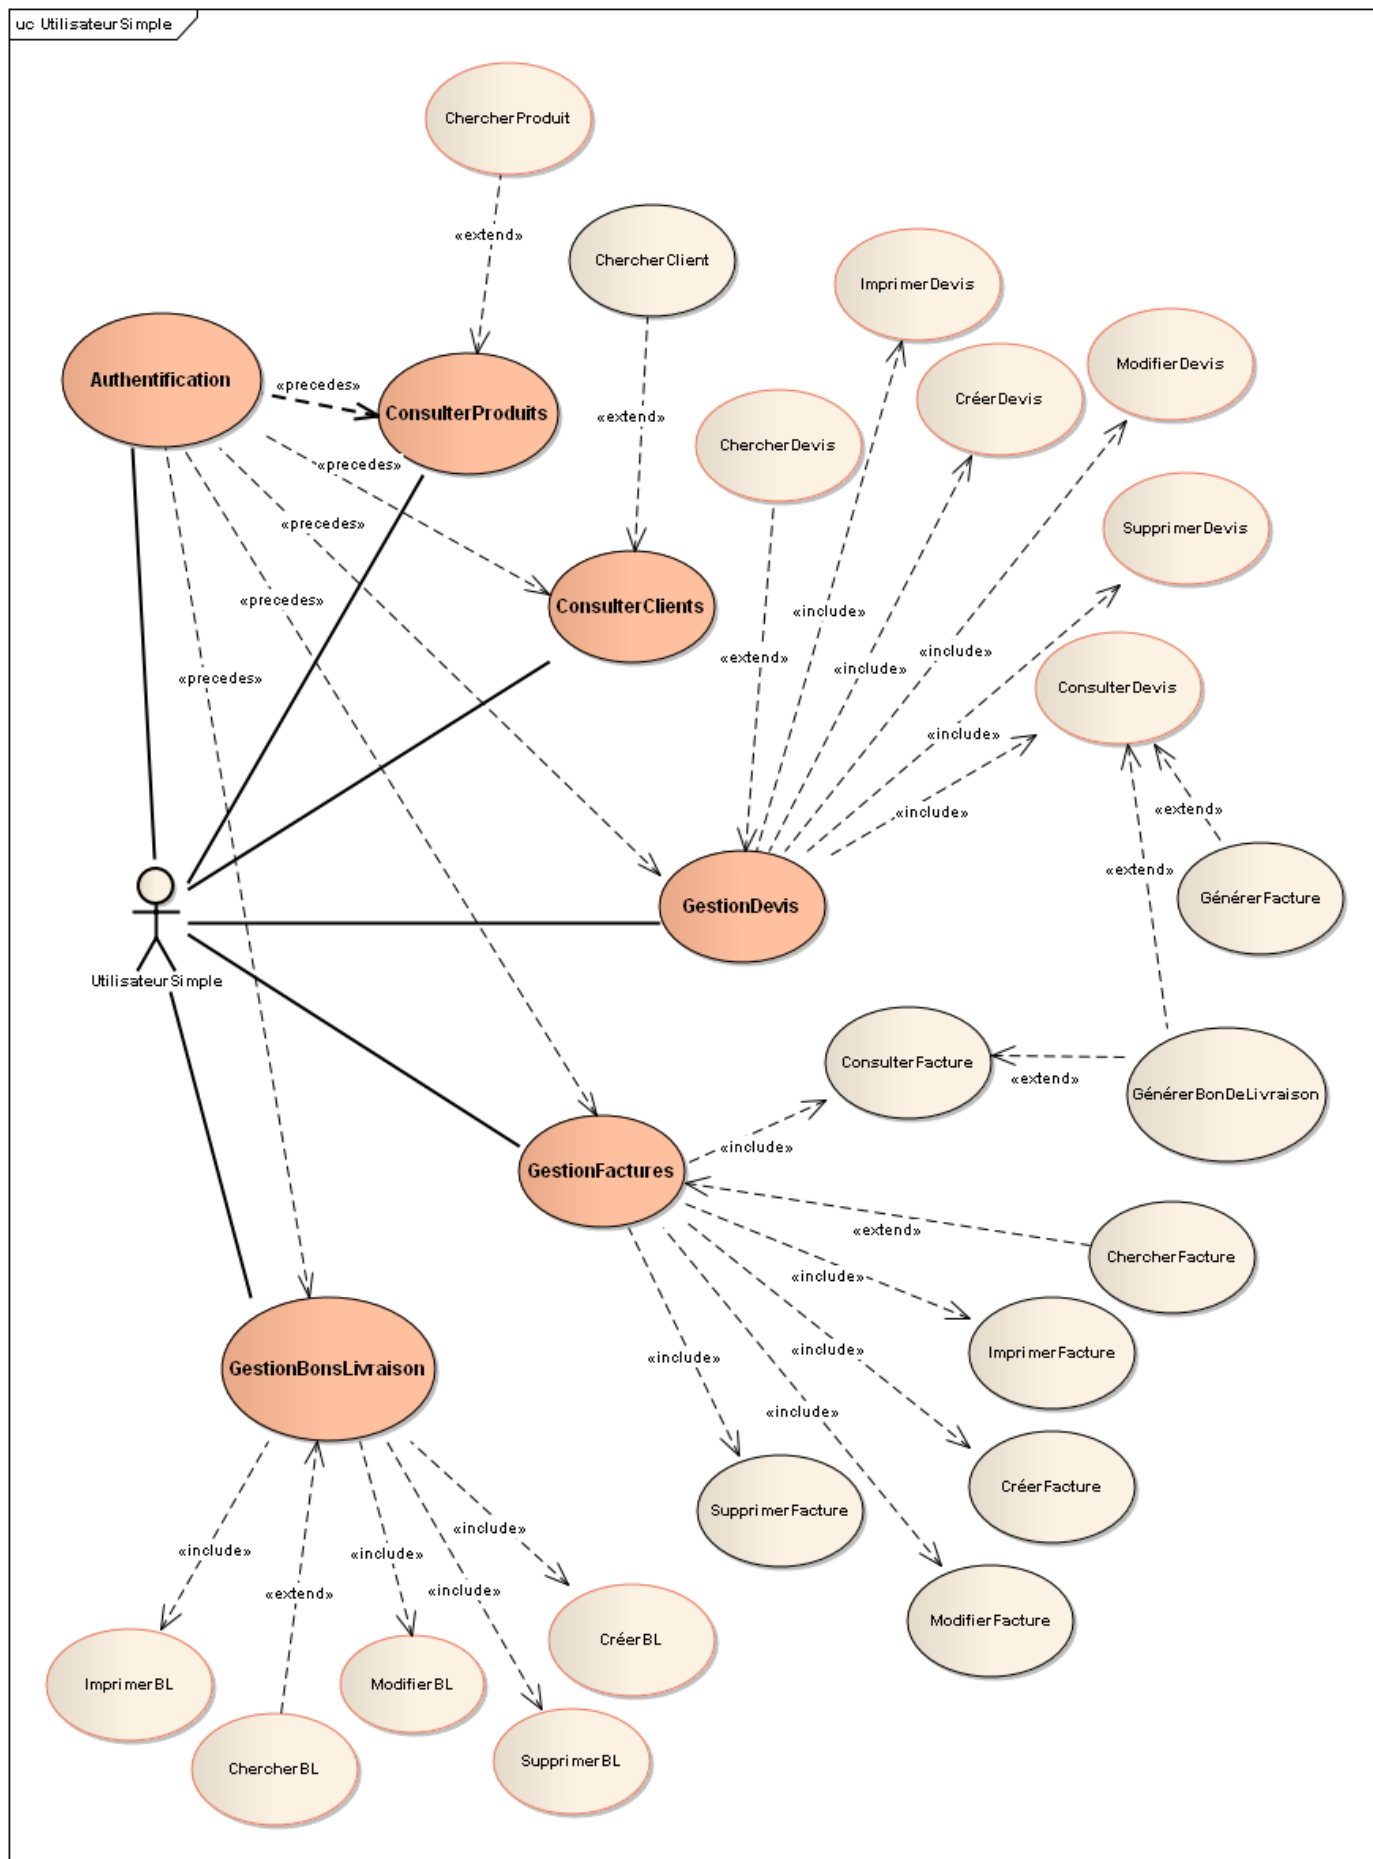 uc UtilisateurSimple
ChercherProduit
«extend»
ChercherClient
ImprimerDevis
ModifierDevis
Authentification
«precedes»
ConsulterProduits
CréerDevis
«extend»
ChercherDevis
«precedes»
«precedes»
SupprimerDevis
«precedes»
ConsulterClients
«include»
«include»
«include»
«extend»
«precedes»
ConsulterDevis
«include»
«include»
«extend»
«extend»
GestionDevis
GénérerFacture
UtilisateurSimple
ConsulterFacture
«extend»
GénérerBonDeLivraison
«include»
GestionFactures
«extend»
ChercherFacture
«include»
ImprimerFacture
«include»
«include»
GestionBonsLivraison
«include»
CréerFacture
SupprimerFacture
«include»
«include»
«include»
«include»
«extend»
ModifierFacture
CréerBL
ImprimerBL
ModifierBL
SupprimerBL
ChercherBL